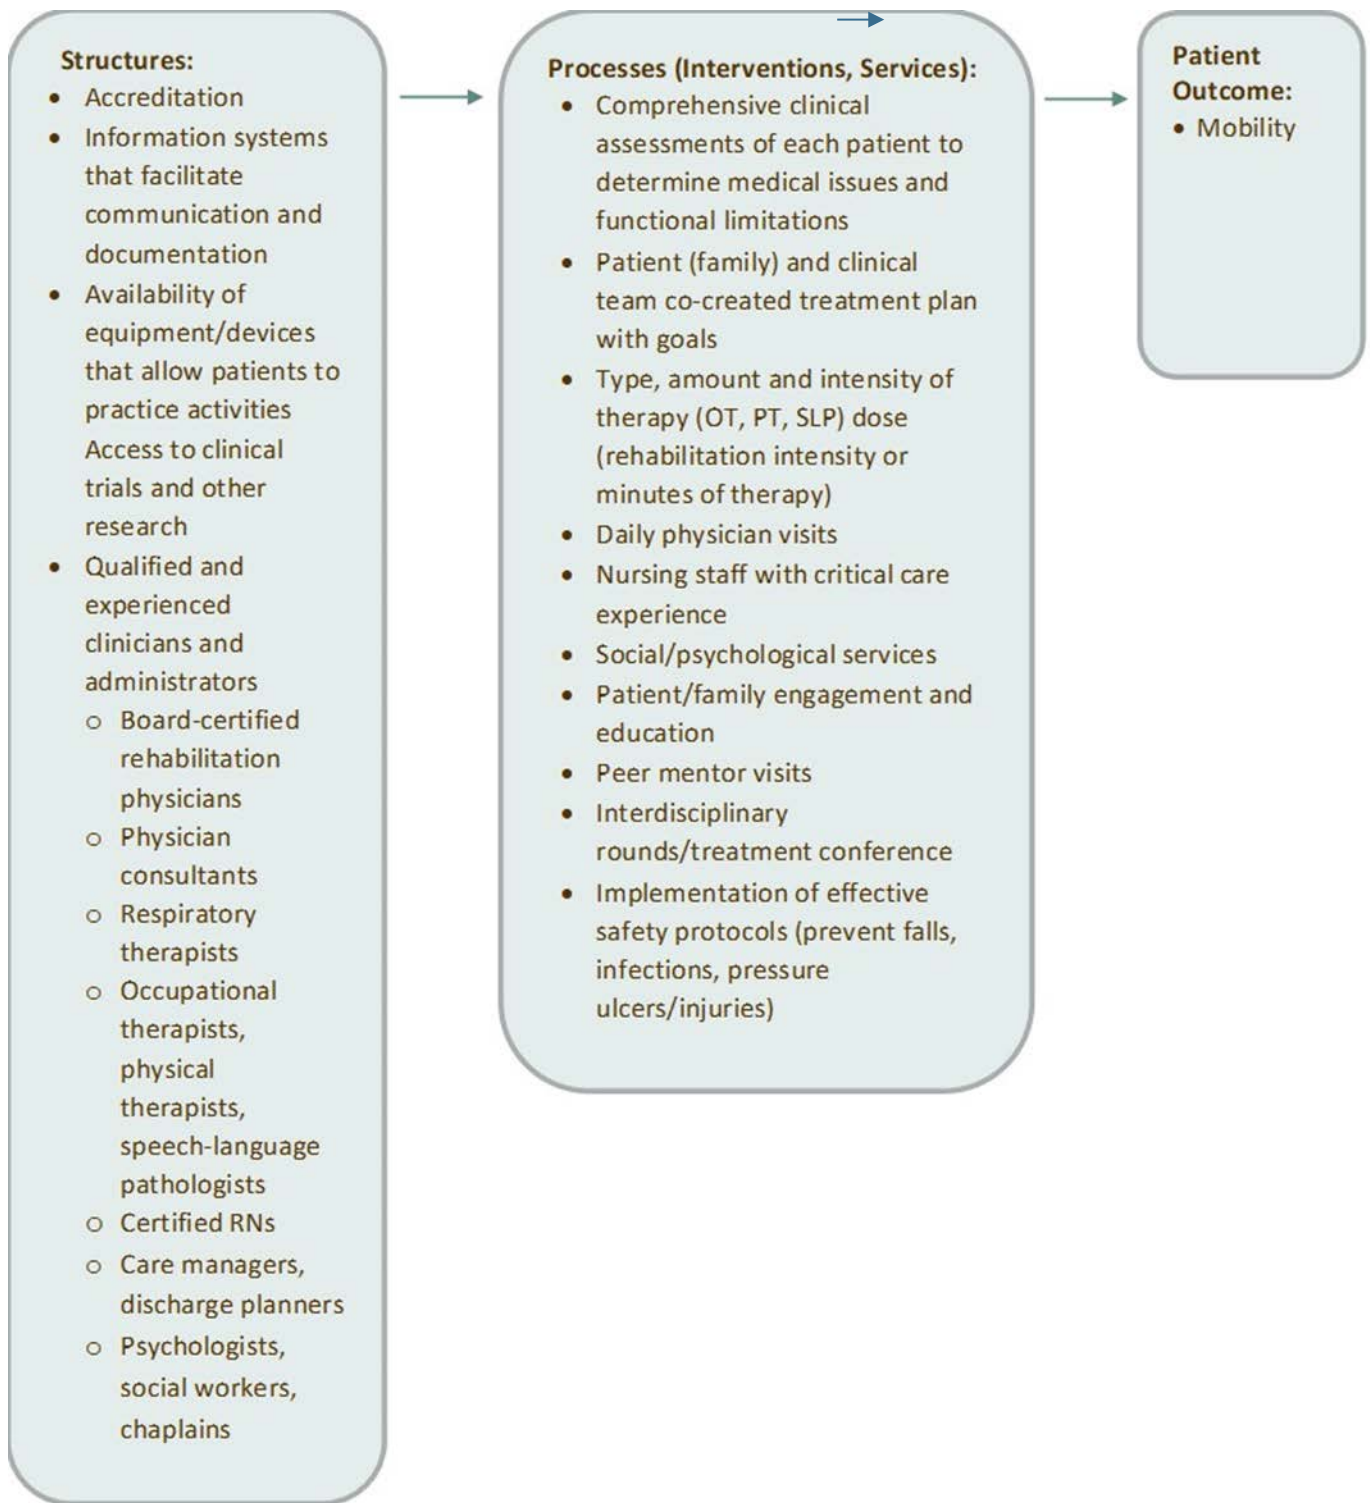 Structures:
• Accreditation
• Information systems
that facilitate
communication and
documentation
• Availability of
equipment/devices
that allow patients to
practice activities
Access to clinical
trials and other
research
• Qualified and
experienced
clinicians and
administrators
o Board-certified
rehabilitation
physicians
o Physician
consultants
o Respiratory
therapists
o Occupational
therapists,
physical
therapists,
speech-language
pathologists
o Certified RNs
o Care managers,
discharge planners
o Psychologists,
social workers,
chaplains
Processes (Interventions, Services):
• Comprehensive clinical
assessments of each patient to
determine medical issues and
functional limitations
• Patient (family) and clinical
team co-created treatment plan
with goals
• Type, amount and intensity of
therapy (OT, PT, SLP) dose
(rehabilitation intensity or
minutes of therapy)
• Daily physician visits
• Nursing staff with critical care
experience
• Social/psychological services
• Patient/family engagement and
education
• Peer mentor visits
• Interdisciplinary
rounds/treatment conference
• Implementation of effective
safety protocols (prevent falls,
infections, pressure
ulcers/injuries)
Patient
Outcome:
• Mobility